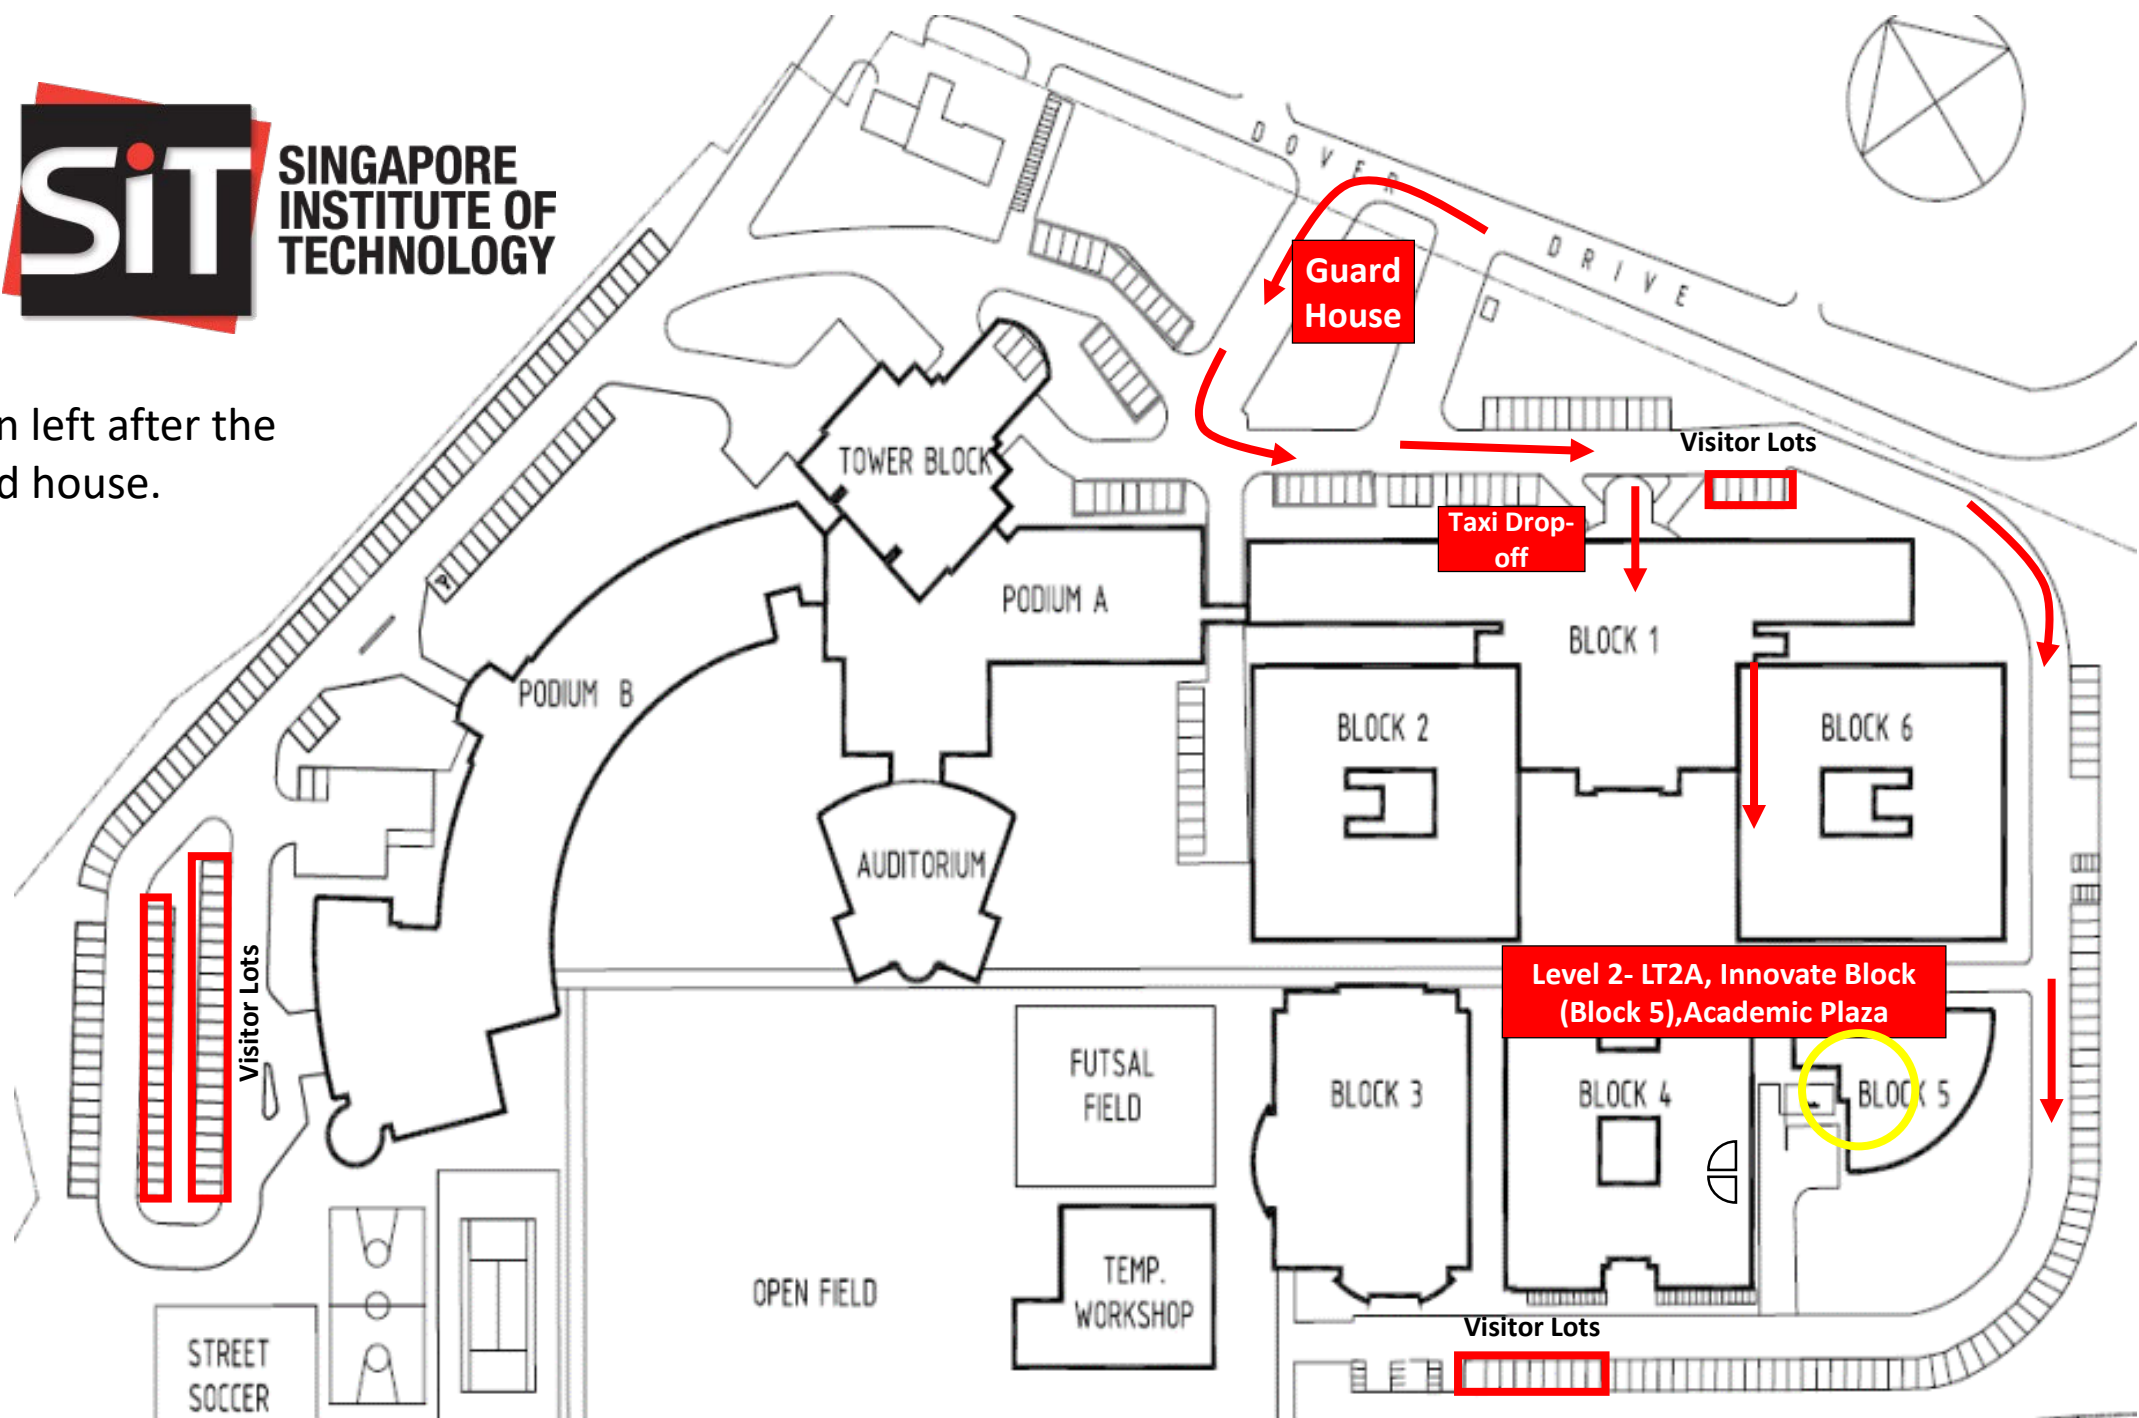 SiT
SINGAPORE
INSTITUTE OF
TECHNOLOGY
DOVER
DRIVE
Guard
House
n left after the
d house.
Visitor Lots
TOWER BLOCK
Taxi Drop-
off
PODIUM A
BLOCK 1
PODIUM B
BLOCK 2
BLOCK 6
AUDITORIUM
Visitor Lots
Level 2- LT2A, Innovate Block
(Block 5),Academic Plaza
FUTSAL
FIELD
BLOCK 3
BLOCK 4
BLOCK 5
OPEN FIELD
TEMP.
WORKSHOP
Visitor Lots
STREET
SOCCER